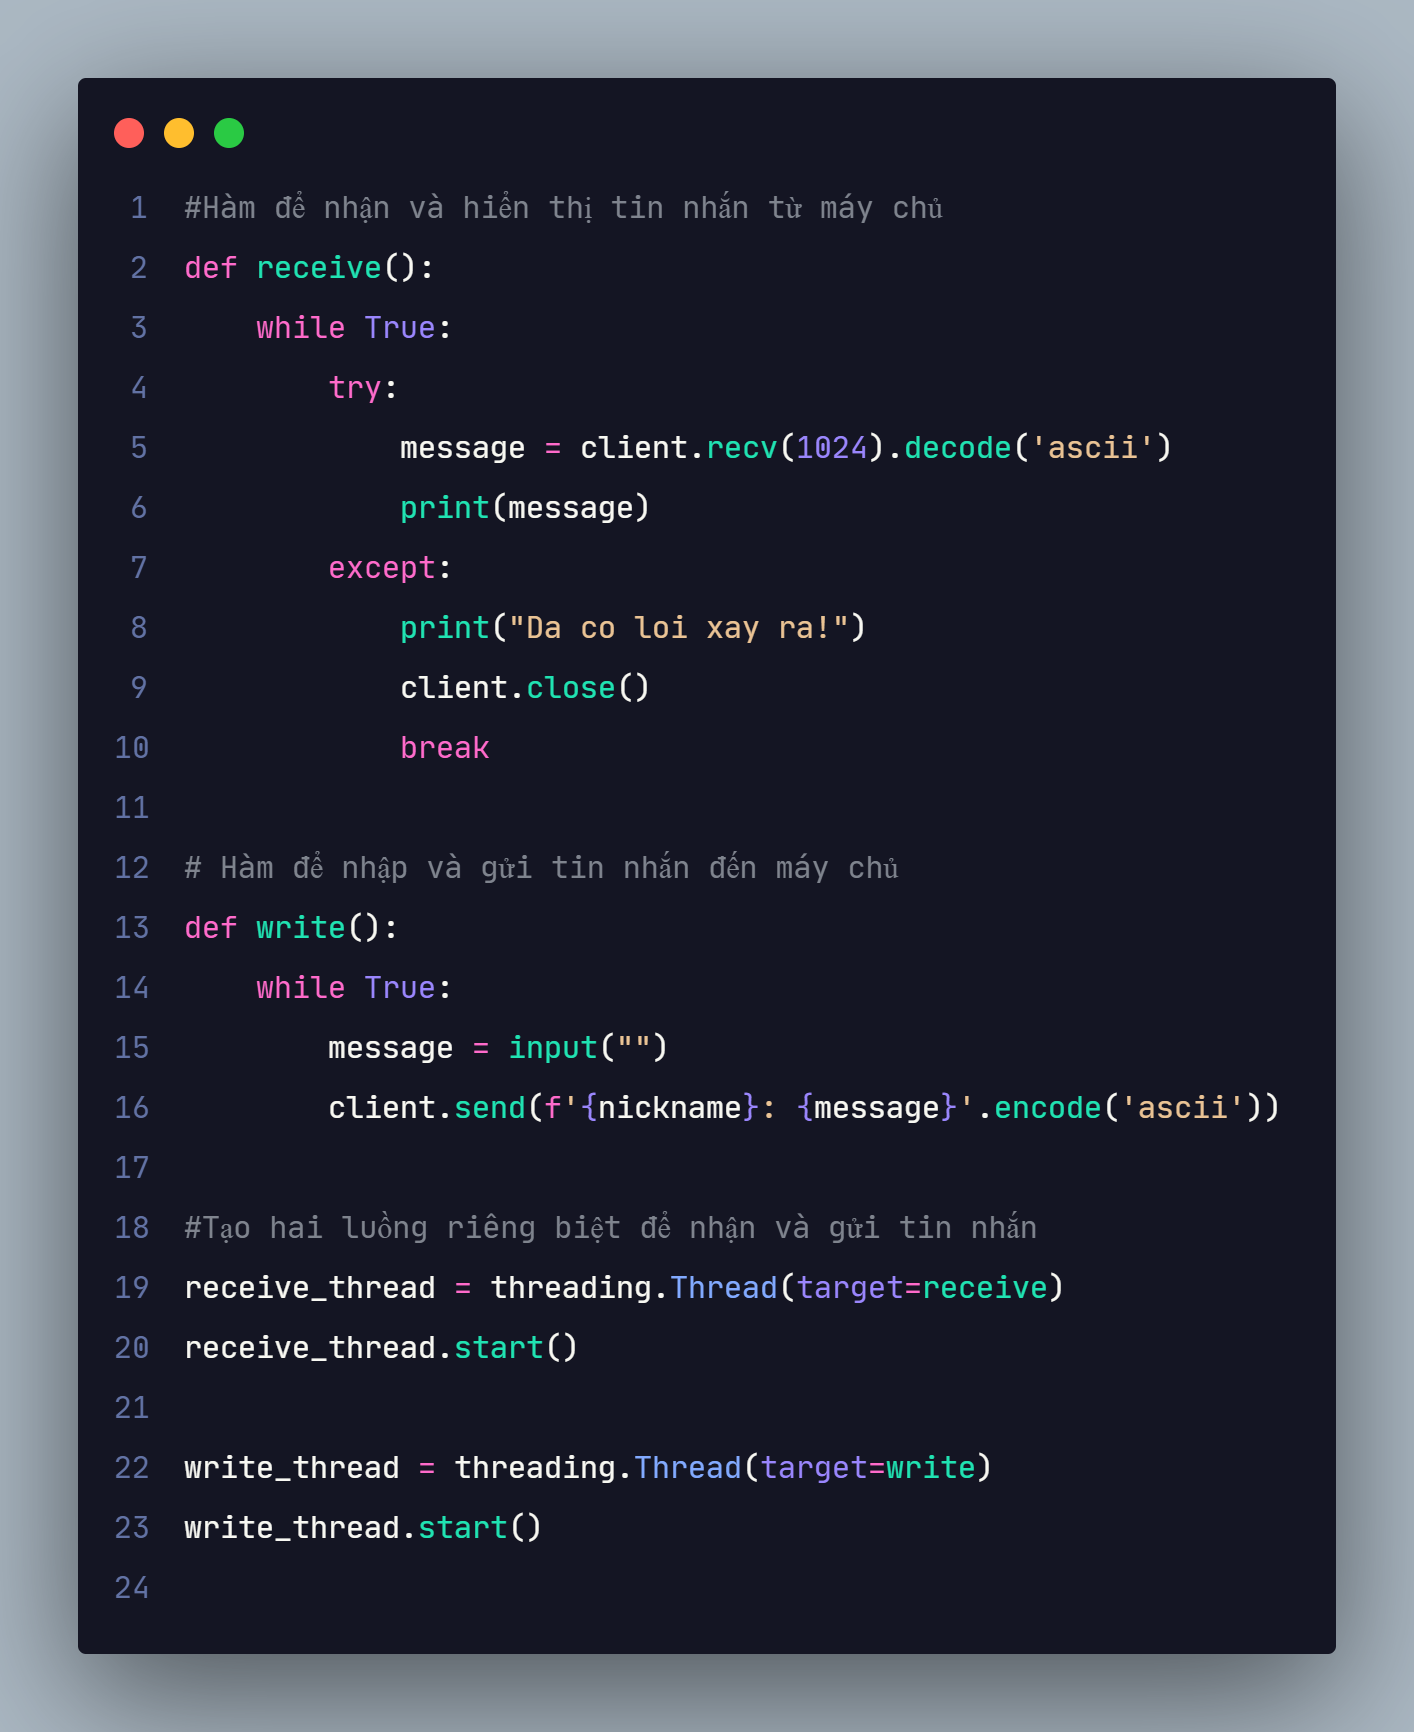 1 #Hàm để nhận và hiển thị tin nhắn từ máy chủ
2 def receive():
3     while True:
4         try:
5             message = client.recv(1024).decode('ascii')
6             print(message)
7         except:
8             print("Da co loi xay ra!")
9             client.close()
10             break
11
12 # Hàm để nhập và gửi tin nhắn đến máy chủ
13 def write():
14     while True:
15         message = input("")
16         client.send(f'{nickname}: {message}'.encode('ascii'))
17
18 #Tạo hai luồng riêng biệt để nhận và gửi tin nhắn
19 receive_thread = threading.Thread(target=receive)
20 receive_thread.start()
21
22 write_thread = threading.Thread(target=write)
23 write_thread.start()
24